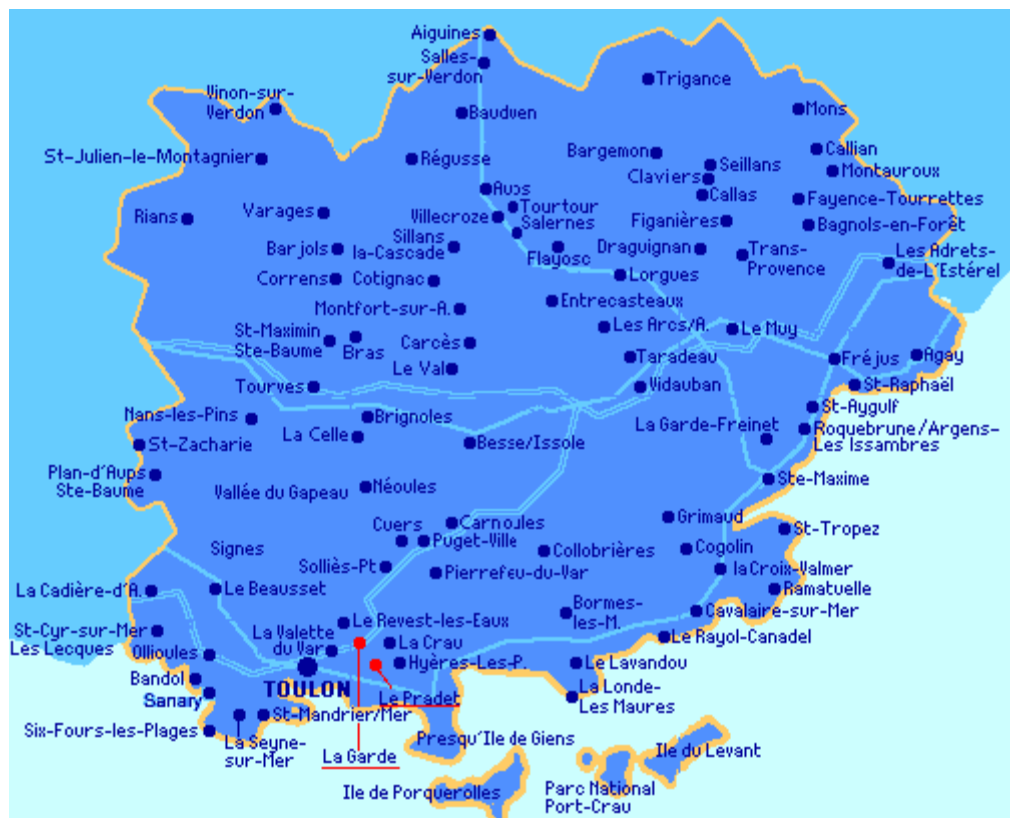 Aiguines
Salles-
sur-Verdon
Trigance
Vinon-sur-
Verdon
Bauduen
Mons
St-Julien-le-Montagnier
Régusse
Bargemon
Seillans
Callian
Claviers
Montauroux
Aups
Callas
Fayence-Tourrettes
Rians
Varages
Villecroze
Tourtour
Salernes
Figanières
Bagnols-en-Forêt
Barjols
Sillans
la-Cascade
Flayosc
Draguignan
Trans-
Provence
Les Adrets-
de-L'Estérel
Correns
Cotignac
Lorgues
Montfort-sur-A.
Entrecasteaux
St-Maximin
Ste-Baume
Bras
Carcès
Les Arcs/A.
Le Muy
Le Val
Taradeau
Fréjus
Agay
Tourves
Vidauban
St-Raphaël
Nans-les-Pins
Brignoles
St-Aygulf
St-Zacharie
La Celle
Besse/Issole
La Garde-Freinet
Roquebrune/Argens-
Les Issambres
Plan-d'Aups
Ste-Baume
Vallée du Gapeau
Néoules
Ste-Maxime
Cuers
Carnoules
Grimaud
St-Tropez
Signes
Puget-Ville
Collobrières
Cogolin
Solliès-Pt
Pierrefeu-du-Var
la Croix-Valmer
La Cadière-d'A.
Le Beausset
Ramatuelle
St-Cyr-sur-Mer
Les Lecques
Le Revest-les-Eaux
Bormes-
les-M.
Cavalaire-sur-Mer
La Valette
du Var
La Crau
Le Rayol-Canadel
Ollioules
Hyères-Les-P.
Le Lavandou
Bandol
TOULON
Le Pradet
La Londe-
Les Maures
Sanary
Six-Fours-les-Plages
St-Mandrier/Mer
La Seyne-
sur-Mer
La Garde
Presqu'Ile de Giens
Ile du Levant
Ile de Porquerolles
Parc National
Port-Crau